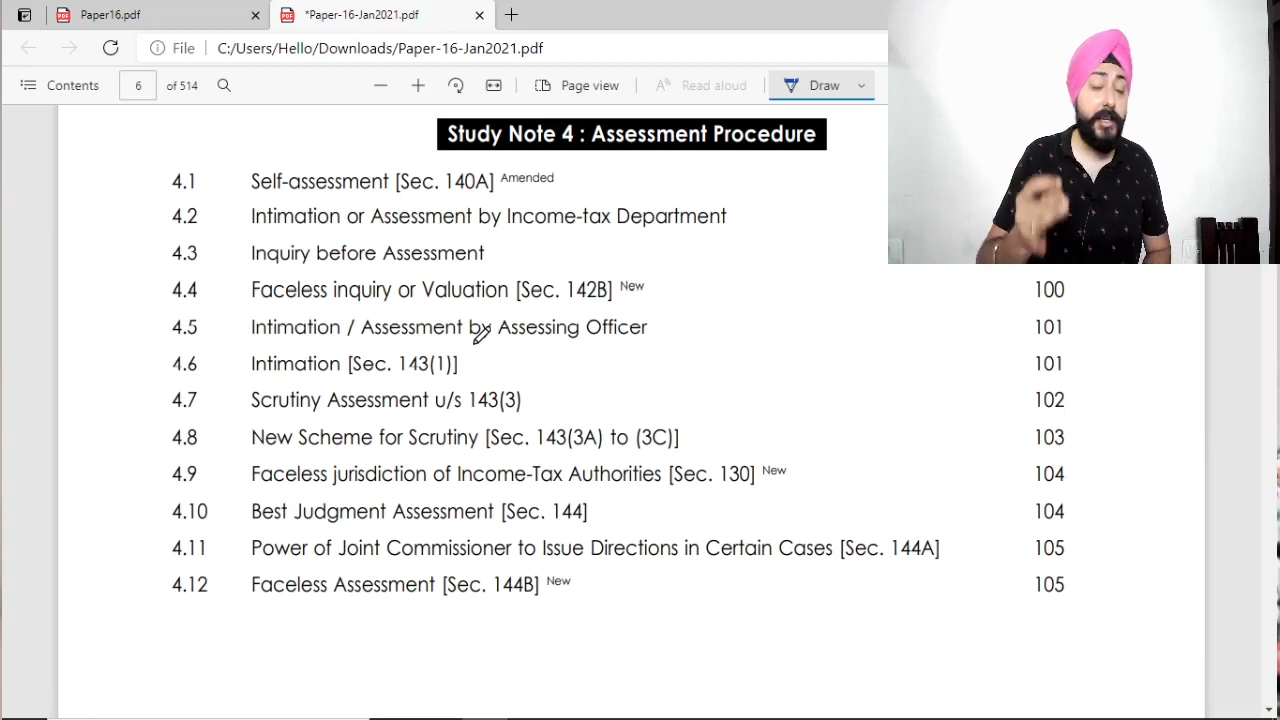 Paper16.pdf
*Paper-16-Jan2021.pdf
File
C:/Users/Hello/Downloads/Paper-16-Jan2021.pdf
Contents
6
of 514
Page view
Read aloud
Draw
Study Note 4 : Assessment Procedure
4.1 Self-assessment [Sec. 140A] Amended
4.2 Intimation or Assessment by Income-tax Department
4.3 Inquiry before Assessment
4.4 Faceless inquiry or Valuation [Sec. 142B] New 100
4.5 Intimation / Assessment by Assessing Officer 101
4.6 Intimation [Sec. 143(1)] 101
4.7 Scrutiny Assessment u/s 143(3) 102
4.8 New Scheme for Scrutiny [Sec. 143(3A) to (3C)] 103
4.9 Faceless jurisdiction of Income-Tax Authorities [Sec. 130] New 104
4.10 Best Judgment Assessment [Sec. 144] 104
4.11 Power of Joint Commissioner to Issue Directions in Certain Cases [Sec. 144A] 105
4.12 Faceless Assessment [Sec. 144B] New 105